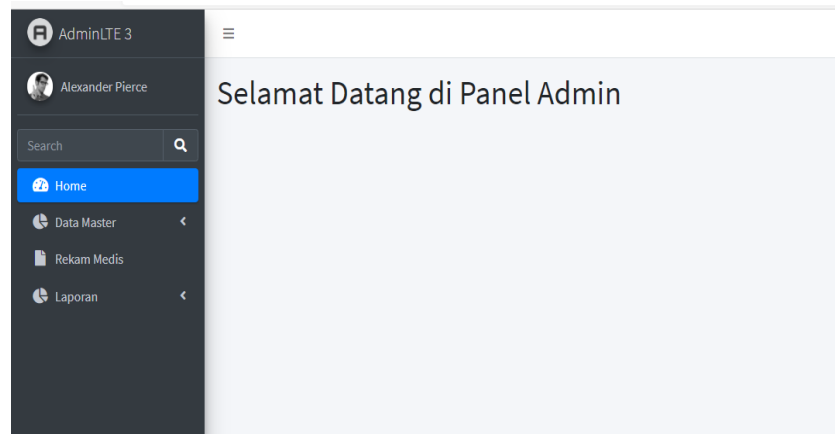 AdminLTE 3
Alexander Pierce
Search
Home
Data Master
Rekam Medis
Laporan
Selamat Datang di Panel Admin